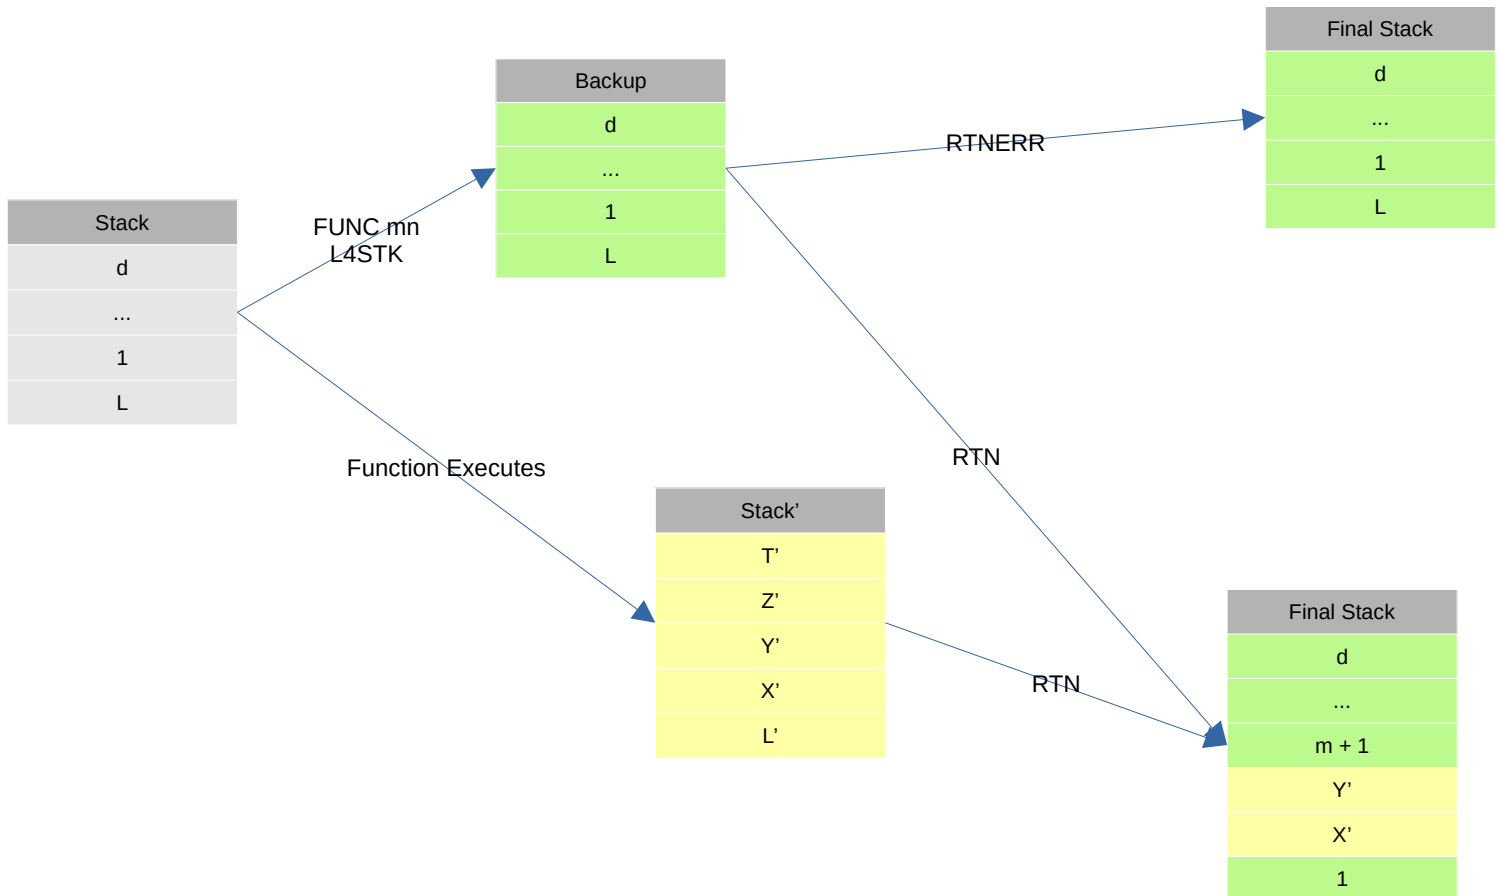 Final Stack
d
...
1
L
Backup
d
...
1
L
RTNERR
Stack
d
...
1
L
FUNC mn
L4STK
Function Executes
RTN
Stack’
T’
Z’
Y’
X’
L’
RTN
Final Stack
d
...
m + 1
Y’
X’
1